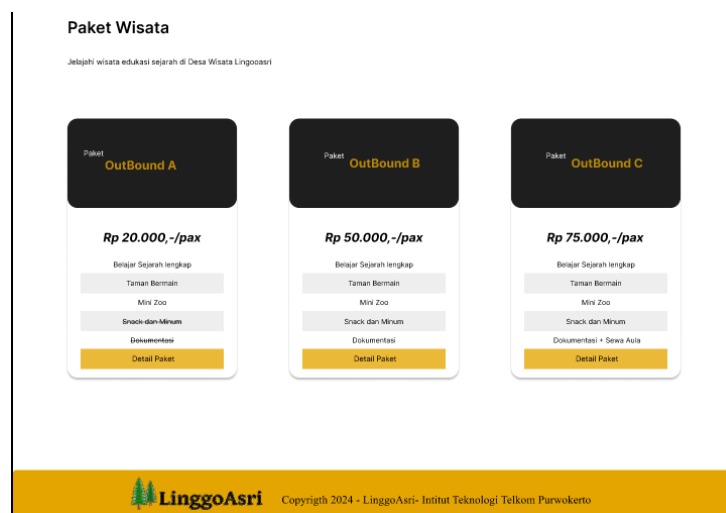 Paket Wisata
Jelajahi wisata edukasi sejarah di Desa Wisata Lingooasri
Paket
OutBound A
Rp 20.000,-/pax
Belajar Sejarah lengkap
Taman Bermain
Mini Zoo
Snack dan Minum
Dokumentasi
Detail Paket
Paket
OutBound B
Rp 50.000,-/pax
Belajar Sejarah lengkap
Taman Bermain
Mini Zoo
Snack dan Minum
Dokumentasi
Detail Paket
Paket
OutBound C
Rp 75.000,-/pax
Belajar Sejarah lengkap
Taman Bermain
Mini Zoo
Snack dan Minum
Dokumentasi + Sewa Aula
Detail Paket
LinggoAsri
Copyrigth 2024 - LinggoAsri- Intitut Teknologi Telkom Purwokerto